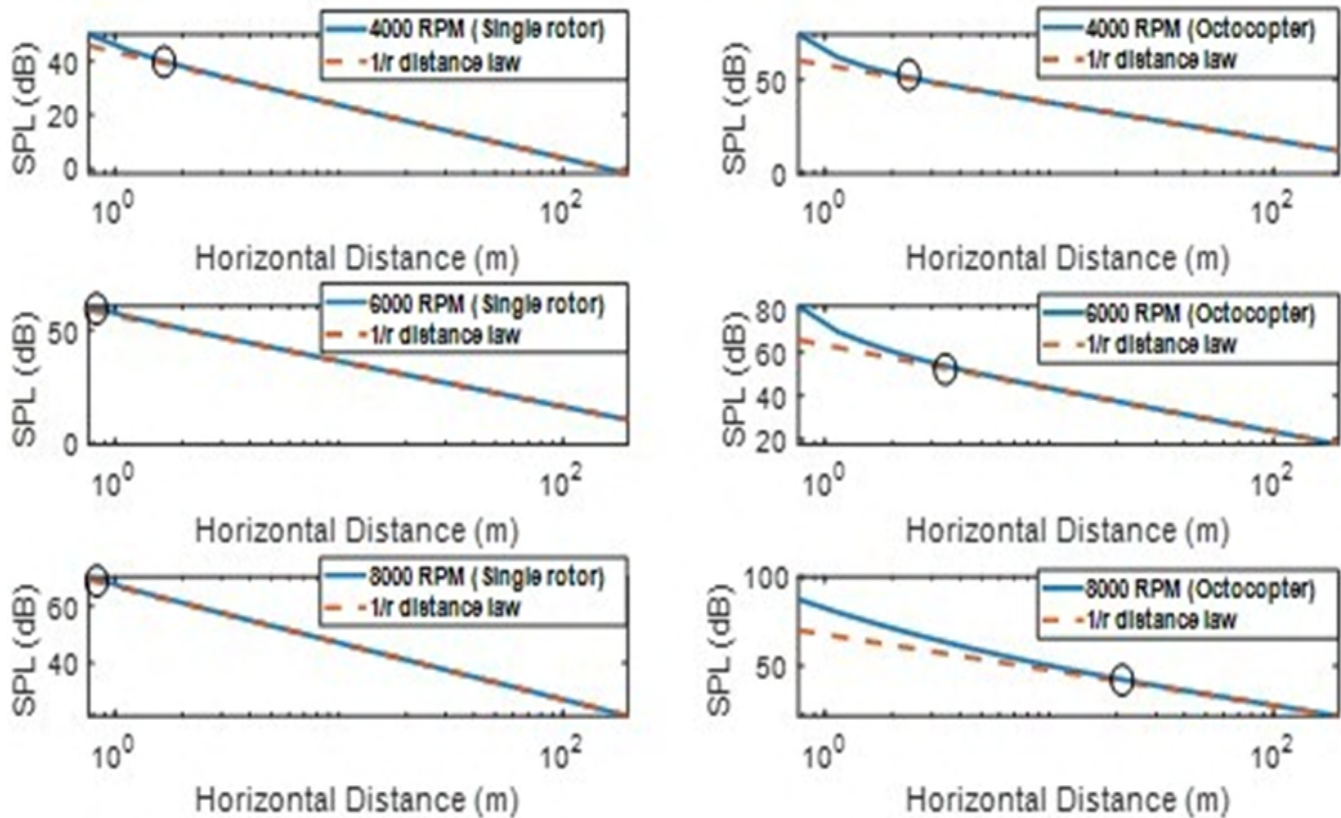 4000 RPM (Single rotor)
1/r distance law
SPL (dB)
40
20
0
10^0
10^2
Horizontal Distance (m)
4000 RPM (Octocopter)
1/r distance law
SPL (dB)
50
0
10^0
10^2
Horizontal Distance (m)
6000 RPM (Single rotor)
1/r distance law
SPL (dB)
50
0
10^0
10^2
Horizontal Distance (m)
6000 RPM (Octocopter)
1/r distance law
SPL (dB)
80
60
40
20
10^0
10^2
Horizontal Distance (m)
8000 RPM (Single rotor)
1/r distance law
SPL (dB)
60
40
10^0
10^2
Horizontal Distance (m)
8000 RPM (Octocopter)
1/r distance law
SPL (dB)
100
50
10^0
10^2
Horizontal Distance (m)